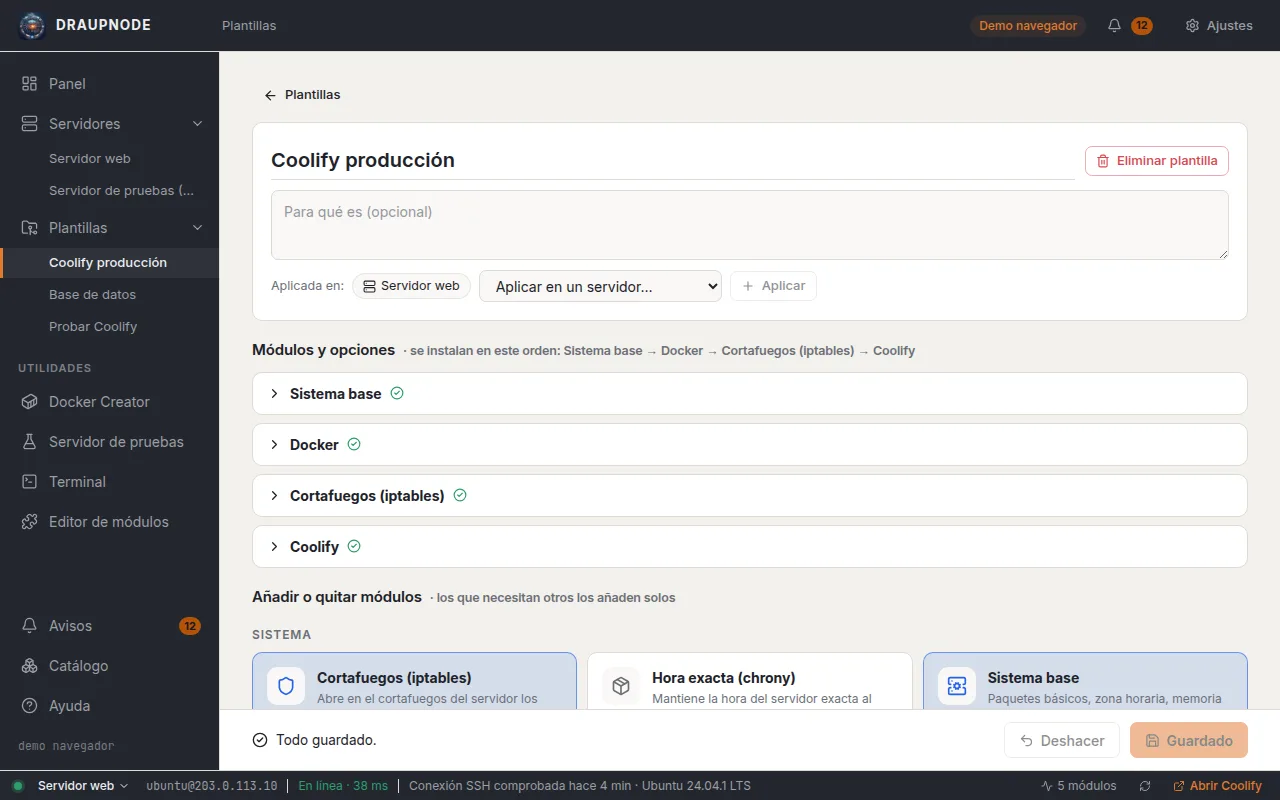 DRAUPNODE
Plantillas
Demo navegador
12
Ajustes
Panel
Servidores
Servidor web
Servidor de pruebas (...
Plantillas
Coolify producción
Base de datos
Probar Coolify
UTILIDADES
Docker Creator
Servidor de pruebas
Terminal
Editor de módulos
Avisos
12
Catálogo
Ayuda
demo navegador
← Plantillas
Coolify producción
Eliminar plantilla
Para qué es (opcional)
Aplicada en:
Servidor web
Aplicar en un servidor...
+ Aplicar
Módulos y opciones · se instalan en este orden: Sistema base → Docker → Cortafuegos (iptables) → Coolify
Sistema base
Docker
Cortafuegos (iptables)
Coolify
Añadir o quitar módulos · los que necesitan otros los añaden solos
SISTEMA
Cortafuegos (iptables)
Abre en el cortafuegos del servidor los
Hora exacta (chrony)
Mantiene la hora del servidor exacta al
Sistema base
Paquetes básicos, zona horaria, memoria
Todo guardado.
Deshacer
Guardado
Servidor web
ubuntu@203.0.113.10
En línea · 38 ms
Conexión SSH comprobada hace 4 min · Ubuntu 24.04.1 LTS
5 módulos
Abrir Coolify